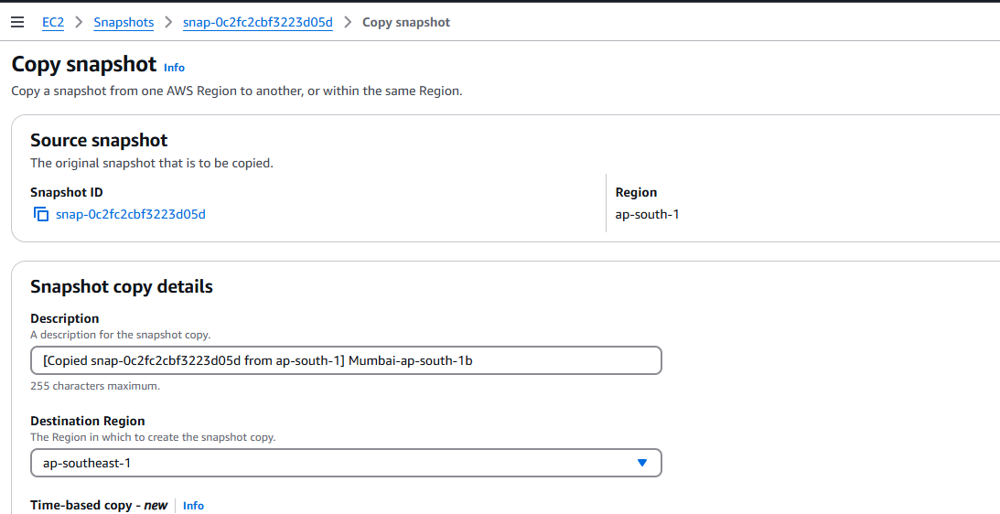 EC2 > Snapshots > snap-0c2fc2cbf3223d05d > Copy snapshot
Copy snapshot Info
Copy a snapshot from one AWS Region to another, or within the same Region.
Source snapshot
The original snapshot that is to be copied.
Snapshot ID
snap-0c2fc2cbf3223d05d
Region
ap-south-1
Snapshot copy details
Description
A description for the snapshot copy.
[Copied snap-0c2fc2cbf3223d05d from ap-south-1] Mumbai-ap-south-1b
255 characters maximum.
Destination Region
The Region in which to create the snapshot copy.
ap-southeast-1
Time-based copy - new Info